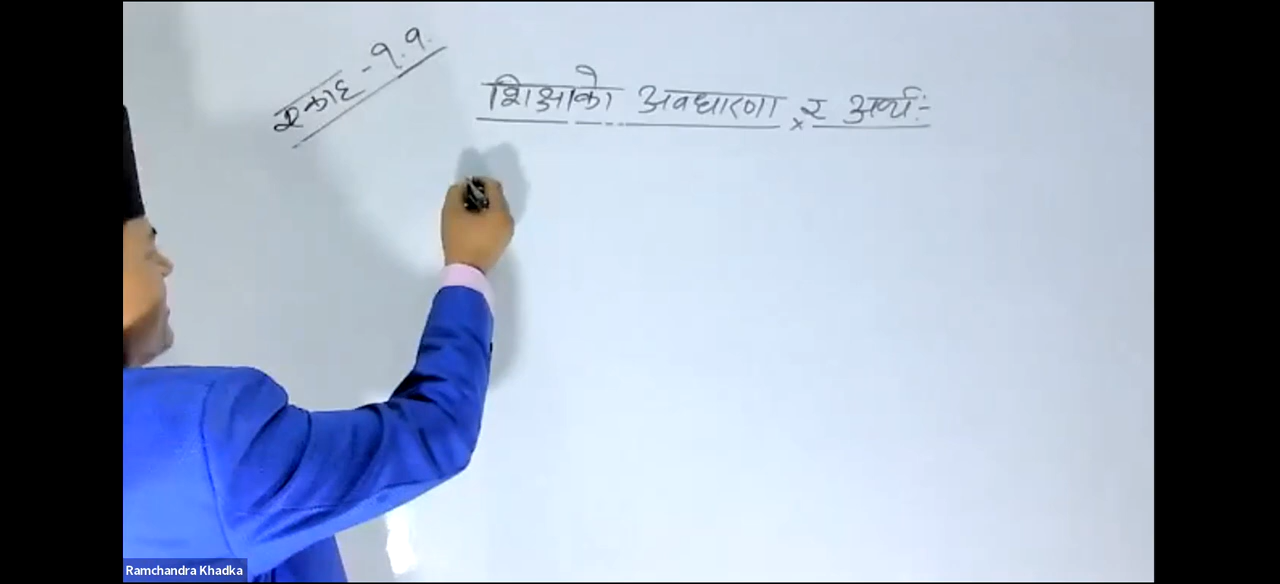 एकाइ - १.१.
शिक्षाको अवधारणा र अर्थः-
Ramchandra Khadka